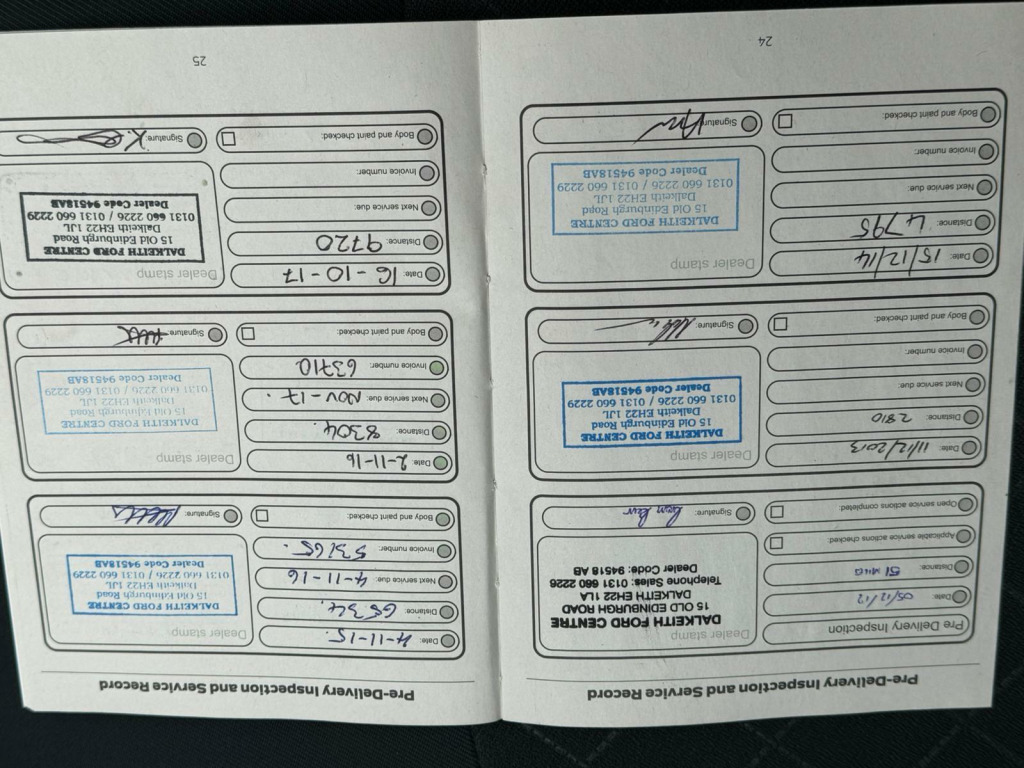 Pre-Delivery Inspection and Service Record
Pre Delivery Inspection
Date: 05/12/12
Distance: 51 MILES
Applicable service actions checked:
Open service actions completed:
Dealer stamp
DALKEITH FORD CENTRE
15 OLD EDINBURGH ROAD
DALKEITH EH22 1LA
Telephone Sales: 0131 660 2226
Dealer Code: 94518 AB
Signature:
Date: 11/12/2013
Distance: 2810
Next service due:
Invoice number:
Body and paint checked:
Dealer stamp
DALKEITH FORD CENTRE
15 Old Edinburgh Road
Dalkeith EH22 1JL
0131 660 2226 / 0131 660 2229
Dealer Code 94518AB
Signature:
Date: 15/12/14
Distance: 4795
Next service due:
Invoice number:
Body and paint checked:
Dealer stamp
DALKEITH FORD CENTRE
15 Old Edinburgh Road
Dalkeith EH22 1JL
0131 660 2226 / 0131 660 2229
Dealer Code 94518AB
Signature:
24
Pre-Delivery Inspection and Service Record
Date: 4-11-15.
Distance: 6534.
Next service due: 4-11-16
Invoice number: 53165.
Body and paint checked:
Dealer stamp
DALKEITH FORD CENTRE
15 Old Edinburgh Road
Dalkeith EH22 1JL
0131 660 2226 / 0131 660 2229
Dealer Code 94518AB
Signature:
Date: 2-11-16
Distance: 8304.
Next service due: NOV-17.
Invoice number: 63710
Body and paint checked:
Dealer stamp
DALKEITH FORD CENTRE
15 Old Edinburgh Road
Dalkeith EH22 1JL
0131 660 2226 / 0131 660 2229
Dealer Code 94518AB
Signature:
Date: 16-10-17
Distance: 9720
Next service due:
Invoice number:
Body and paint checked:
Dealer stamp
DALKEITH FORD CENTRE
15 Old Edinburgh Road
Dalkeith EH22 1JL
0131 660 2226 / 0131 660 2229
Dealer Code 94518AB
Signature:
25